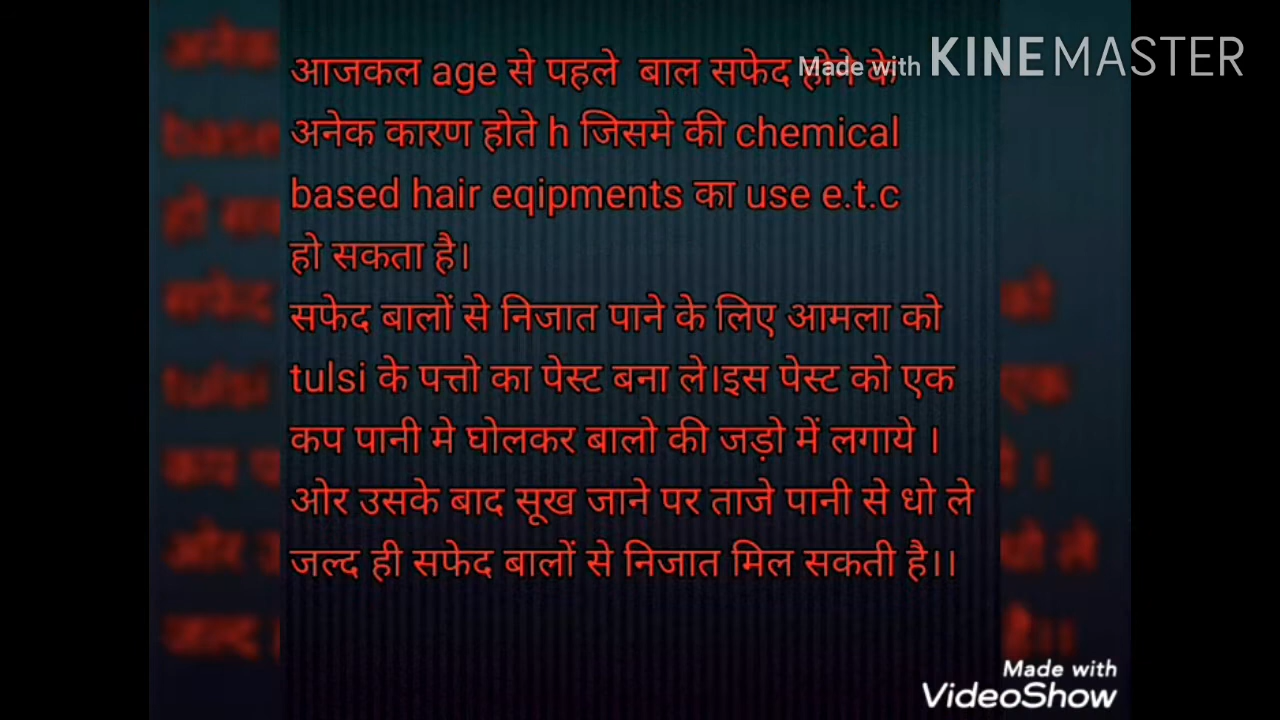 Made with KINEMASTER
आजकल age से पहले बाल सफेद होने के
अनेक कारण होते h जिसमे की chemical
based hair eqipments का use e.t.c
हो सकता है।
सफेद बालों से निजात पाने के लिए आमला को
tulsi के पत्तो का पेस्ट बना ले।इस पेस्ट को एक
कप पानी मे घोलकर बालो की जड़ो में लगाये ।
ओर उसके बाद सूख जाने पर ताजे पानी से धो ले
जल्द ही सफेद बालों से निजात मिल सकती है।।
Made with
VideoShow